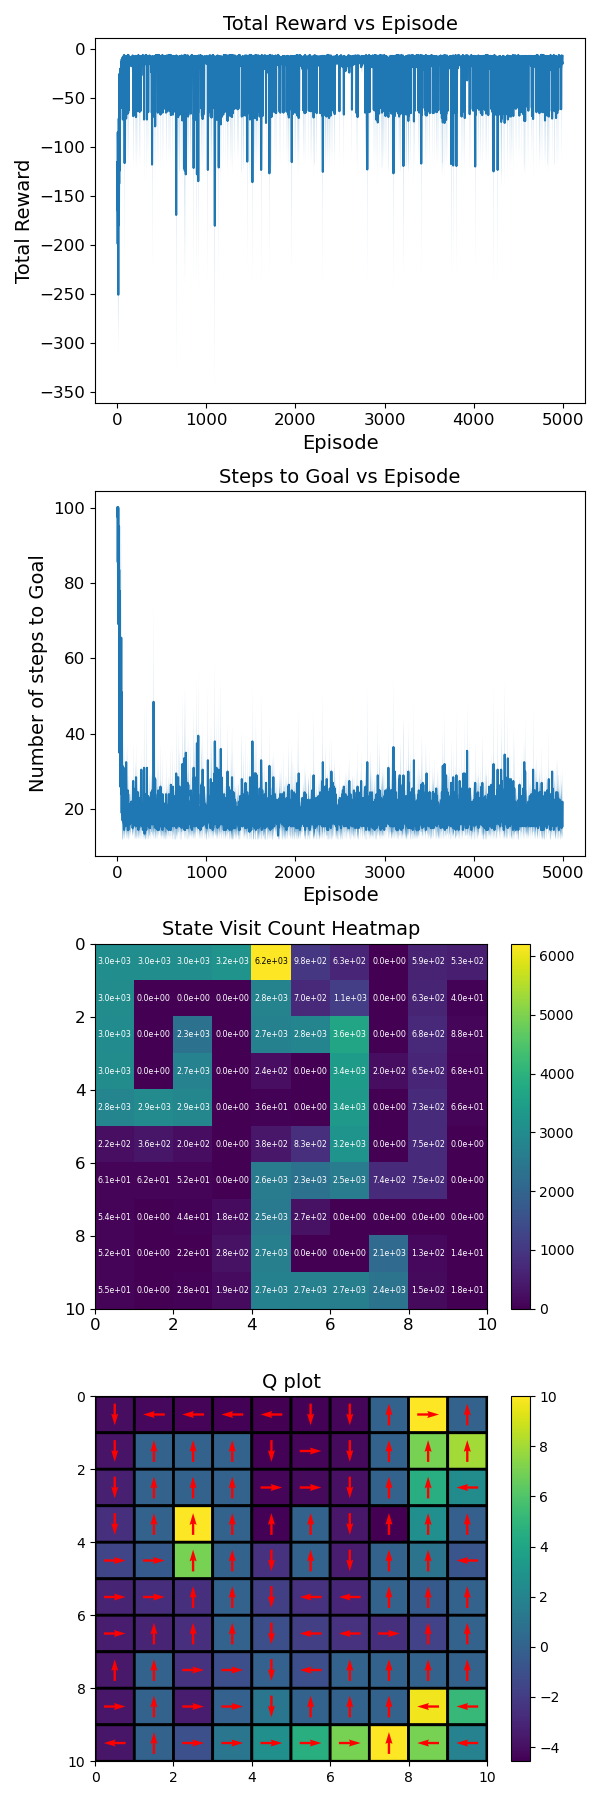 Total Reward vs Episode
0
−50
−100
−150
−200
−250
−300
−350
Total Reward
0 1000 2000 3000 4000 5000
Episode
Steps to Goal vs Episode
100
80
60
40
20
Number of steps to Goal
0 1000 2000 3000 4000 5000
Episode
State Visit Count Heatmap
0
2
4
6
8
10
3.0e+03 3.0e+03 3.0e+03 3.2e+03 6.2e+03 9.8e+02 6.3e+02 0.0e+00 5.9e+02 5.3e+02
3.0e+03 0.0e+00 0.0e+00 0.0e+00 2.8e+03 7.0e+02 1.1e+03 0.0e+00 6.3e+02 4.0e+01
3.0e+03 0.0e+00 2.3e+03 0.0e+00 2.7e+03 2.8e+03 3.6e+03 0.0e+00 6.8e+02 8.8e+01
3.0e+03 0.0e+00 2.7e+03 0.0e+00 2.4e+02 0.0e+00 3.4e+03 2.0e+02 6.5e+02 6.8e+01
2.8e+03 2.9e+03 2.9e+03 0.0e+00 3.6e+01 0.0e+00 3.4e+03 0.0e+00 7.3e+02 6.6e+01
2.2e+02 3.6e+02 2.0e+02 0.0e+00 3.8e+02 8.3e+02 3.2e+03 0.0e+00 7.5e+02 0.0e+00
6.1e+01 6.2e+01 5.2e+01 0.0e+00 2.6e+03 2.3e+03 2.5e+03 7.4e+02 7.5e+02 0.0e+00
5.4e+01 0.0e+00 4.4e+01 1.8e+02 2.5e+03 2.7e+02 0.0e+00 0.0e+00 0.0e+00 0.0e+00
5.2e+01 0.0e+00 2.2e+01 2.8e+02 2.7e+03 0.0e+00 0.0e+00 2.1e+03 1.3e+02 1.4e+01
5.5e+01 0.0e+00 2.8e+01 1.9e+02 2.7e+03 2.7e+03 2.7e+03 2.4e+03 1.5e+02 1.8e+01
0 2 4 6 8 10
6000
5000
4000
3000
2000
1000
0
Q plot
0
2
4
6
8
10
0 2 4 6 8 10
10
8
6
4
2
0
−2
−4